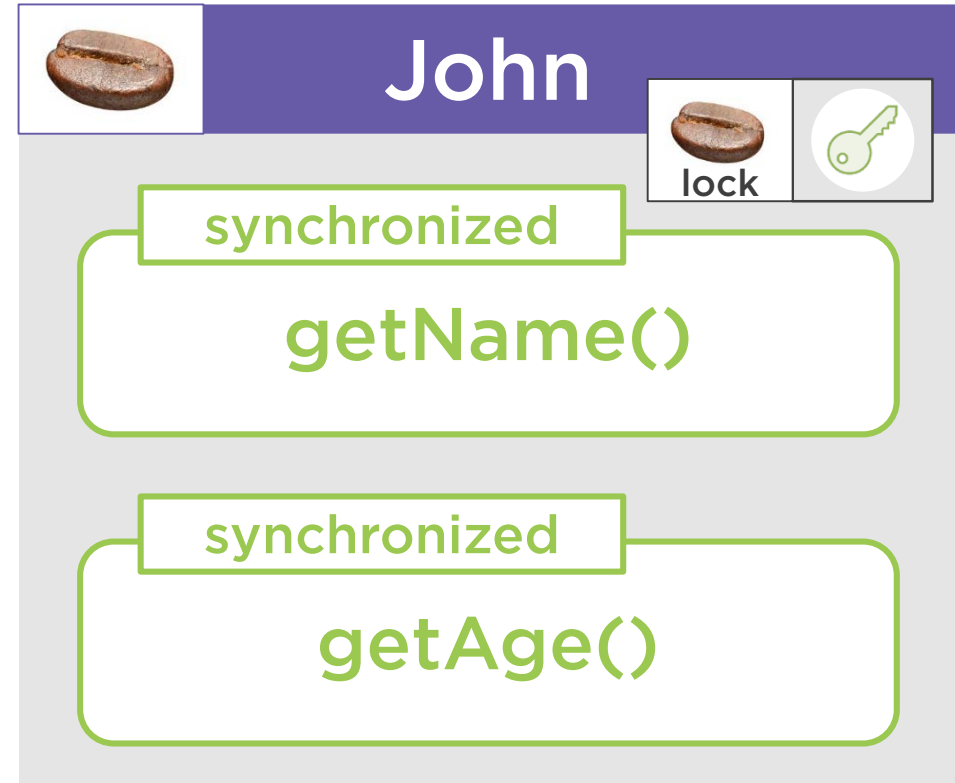 John
lock
synchronized
getName()
synchronized
getAge()